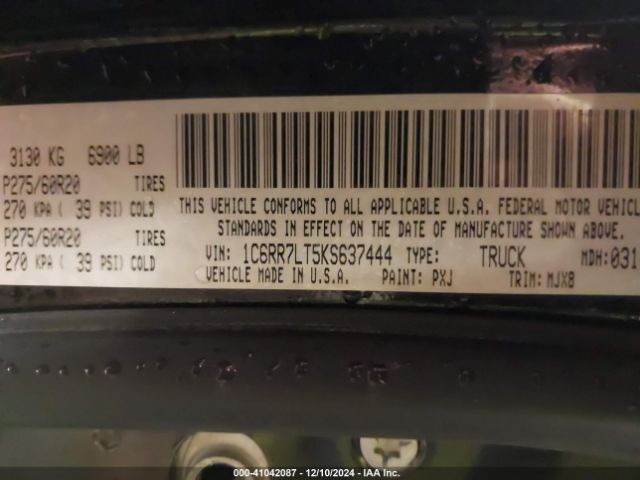 3130 KG 6900 LB
P275/60R20 TIRES
270 KPA ( 39 PSI) COLD
P275/60R20 TIRES
270 KPA ( 39 PSI) COLD
THIS VEHICLE CONFORMS TO ALL APPLICABLE U.S.A. FEDERAL MOTOR VEHICL
STANDARDS IN EFFECT ON THE DATE OF MANUFACTURE SHOWN ABOVE.
VIN: 1C6RR7LT5KS637444 TYPE: TRUCK MDH:031
VEHICLE MADE IN U.S.A. PAINT: PXJ TRIM: MJX8
000-41042087 - 12/10/2024 - IAA Inc.